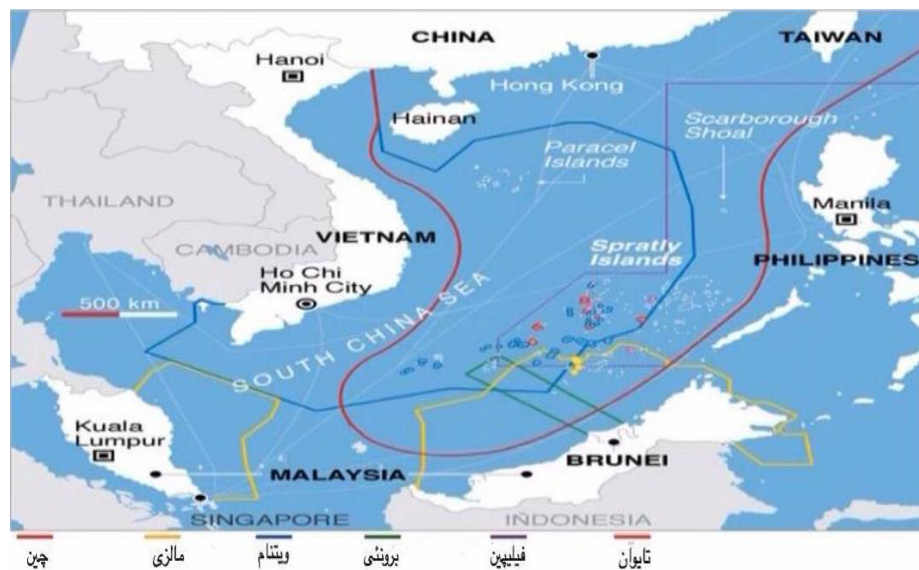 CHINA
TAIWAN
Hanoi
Hong Kong
Hainan
Scarborough
Shoal
Paracel
Islands
THAILAND
Manila
VIETNAM
CAMBODIA
Spratly
Islands
PHILIPPINES
Ho Chi
Minh City
500 km
SOUTH CHINA SEA
Kuala
Lumpur
MALAYSIA
BRUNEI
SINGAPORE
INDONESIA
چین
مالزی
ویتنام
برونئی
فیلیپین
تایوان